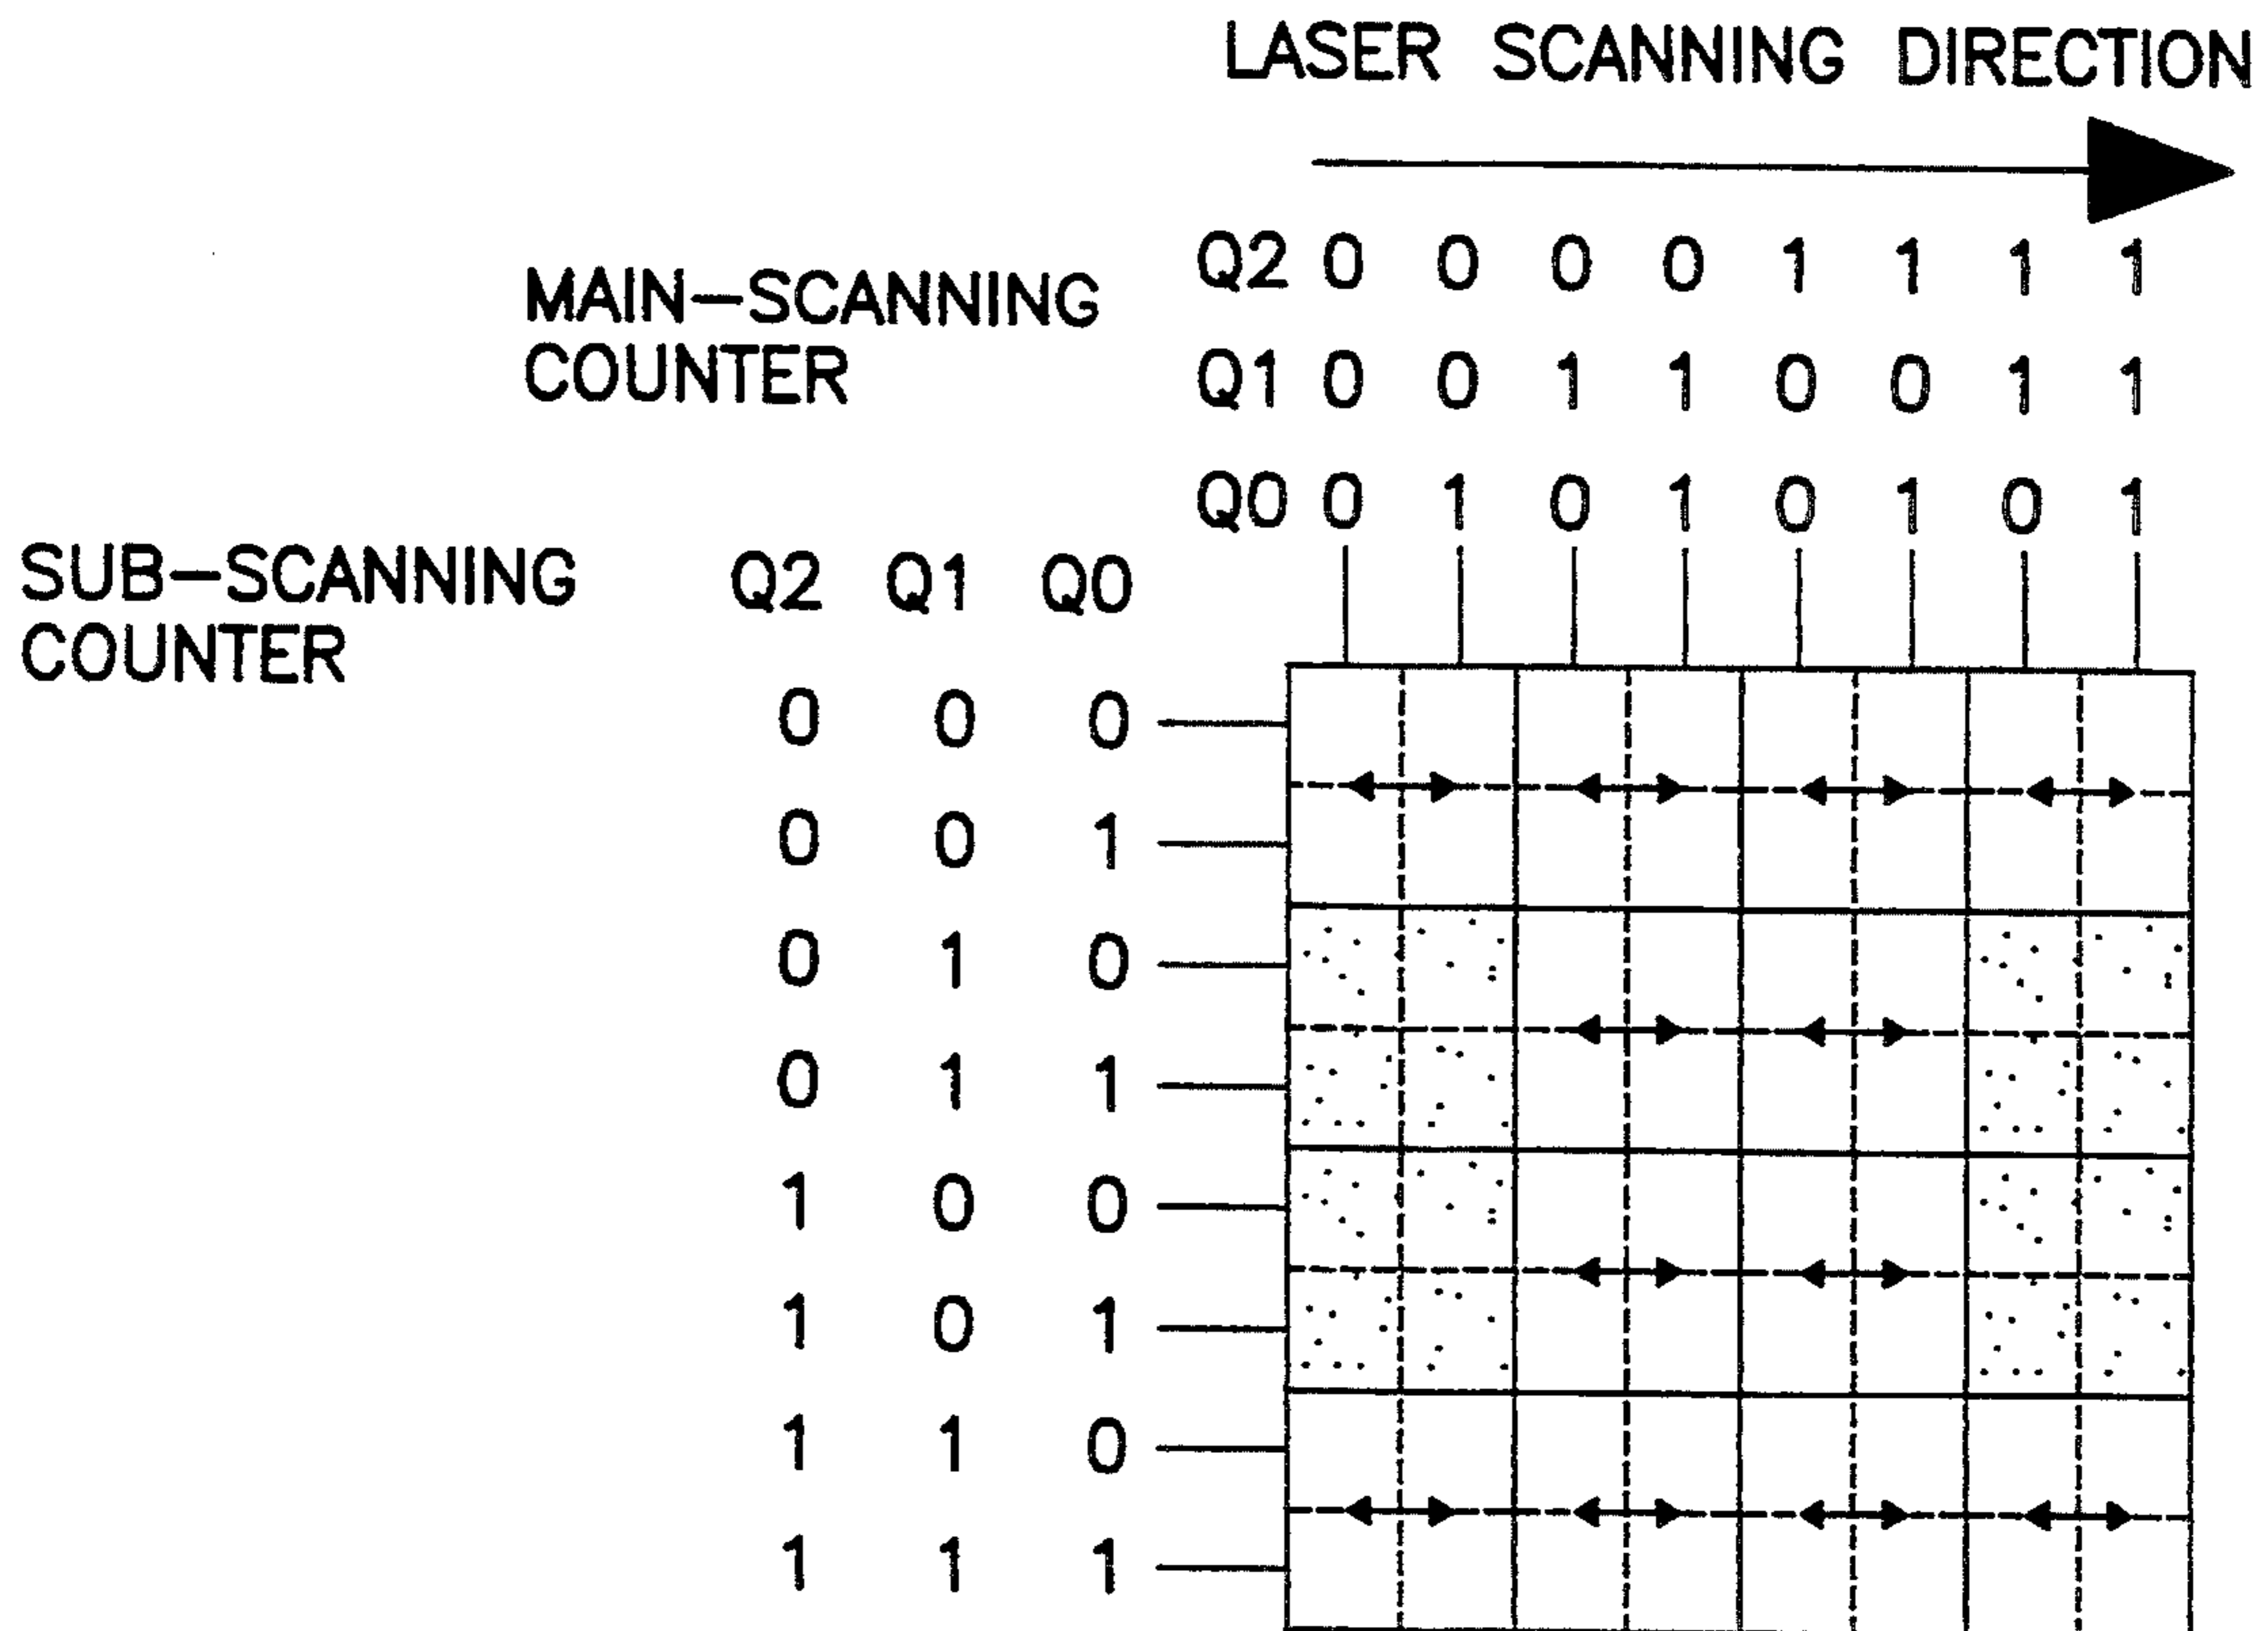 LASER SCANNING DIRECTION
MAIN-SCANNING
COUNTER
Q2 0 0 0 0 1 1 1 1
Q1 0 0 1 1 0 0 1 1
Q0 0 1 0 1 0 1 0 1
SUB-SCANNING
COUNTER
Q2 Q1 Q0
0 0 0
0 0 1
0 1 0
0 1 1
1 0 0
1 0 1
1 1 0
1 1 1